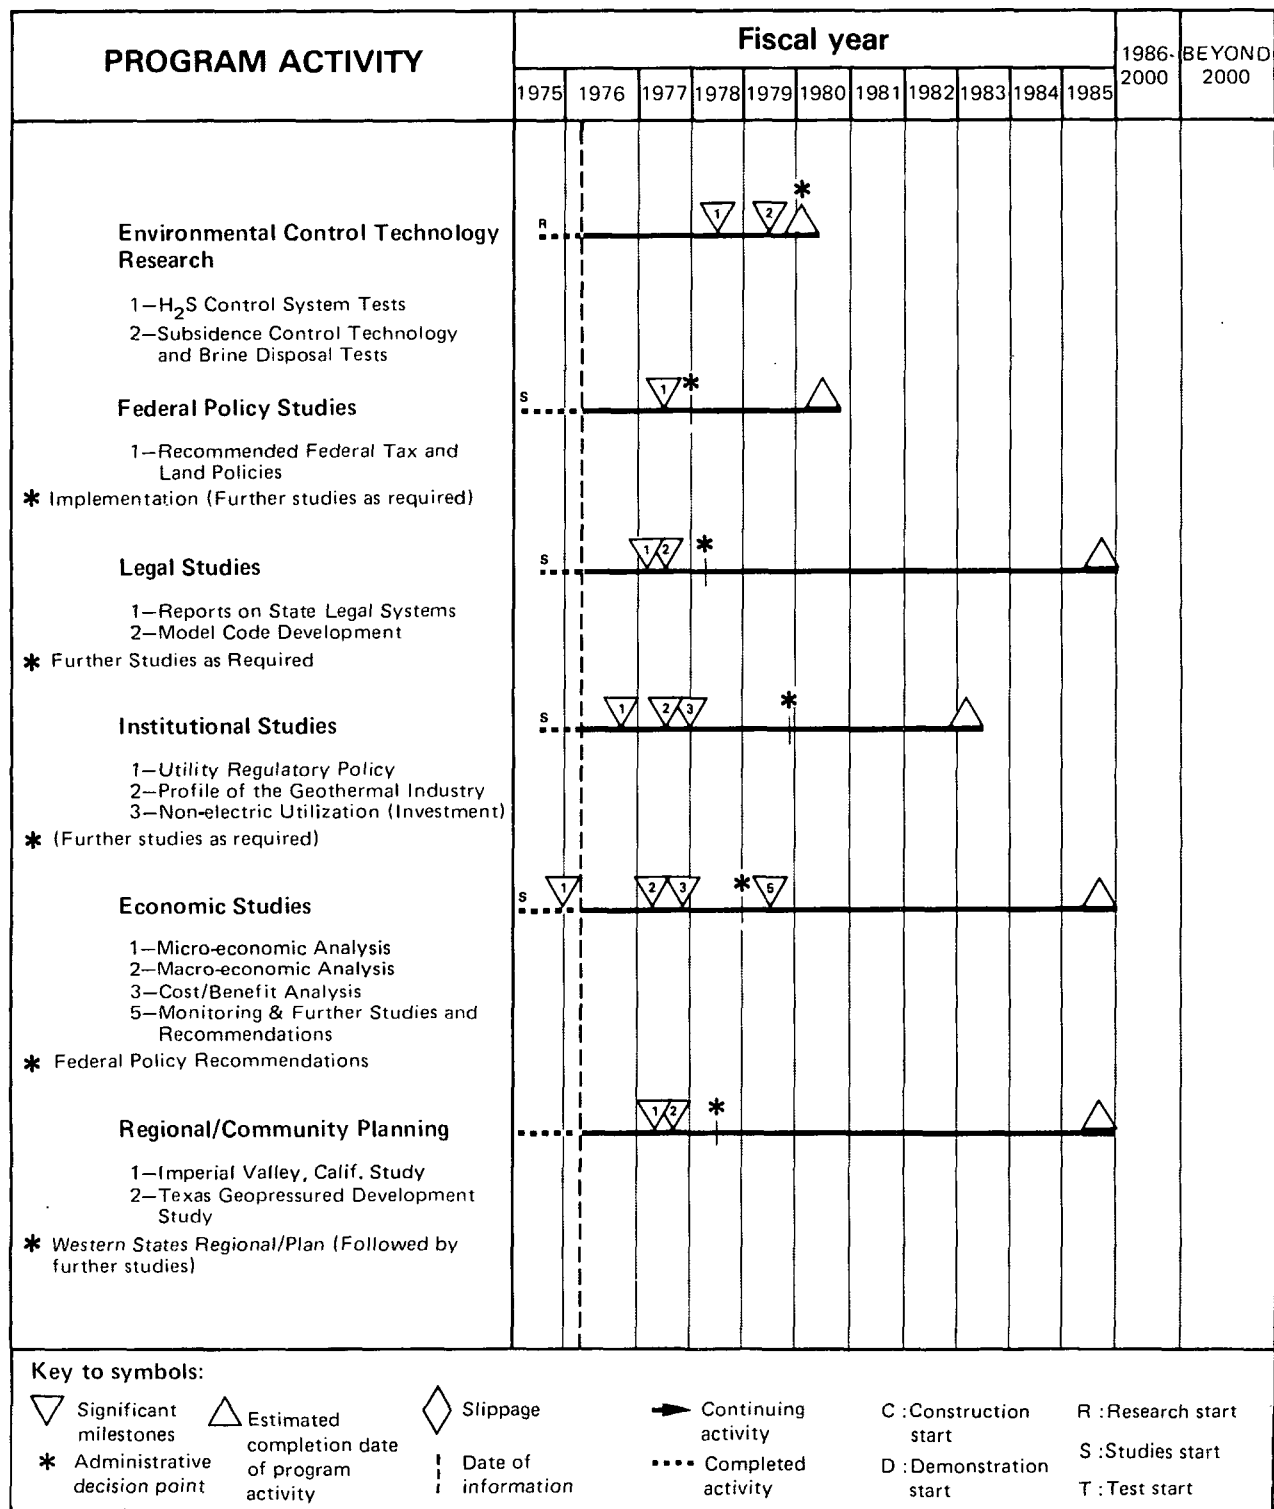 PROGRAM ACTIVITY
Fiscal year
1986- BEYOND
2000 2000
1975 1976 1977 1978 1979 1980 1981 1982 1983 1984 1985
*
1 2
R
Environmental Control Technology
Research
1—H2S Control System Tests
2—Subsidence Control Technology
and Brine Disposal Tests
1 *
S
Federal Policy Studies
1—Recommended Federal Tax and
Land Policies
* Implementation (Further studies as required)
1 2 *
S
Legal Studies
1—Reports on State Legal Systems
2—Model Code Development
* Further Studies as Required
1 2 3 *
S
Institutional Studies
1—Utility Regulatory Policy
2—Profile of the Geothermal Industry
3—Non-electric Utilization (Investment)
* (Further studies as required)
1 2 3 * 5
S
Economic Studies
1—Micro-economic Analysis
2—Macro-economic Analysis
3—Cost/Benefit Analysis
5—Monitoring & Further Studies and
Recommendations
* Federal Policy Recommendations
1 2 *
Regional/Community Planning
1—Imperial Valley, Calif. Study
2—Texas Geopressured Development
Study
* Western States Regional/Plan (Followed by
further studies)
Key to symbols:
Significant
milestones
* Administrative
decision point
Estimated
completion date
of program
activity
Slippage
Date of
information
Continuing
activity
Completed
activity
C :Construction
start
D :Demonstration
start
R :Research start
S :Studies start
T :Test start